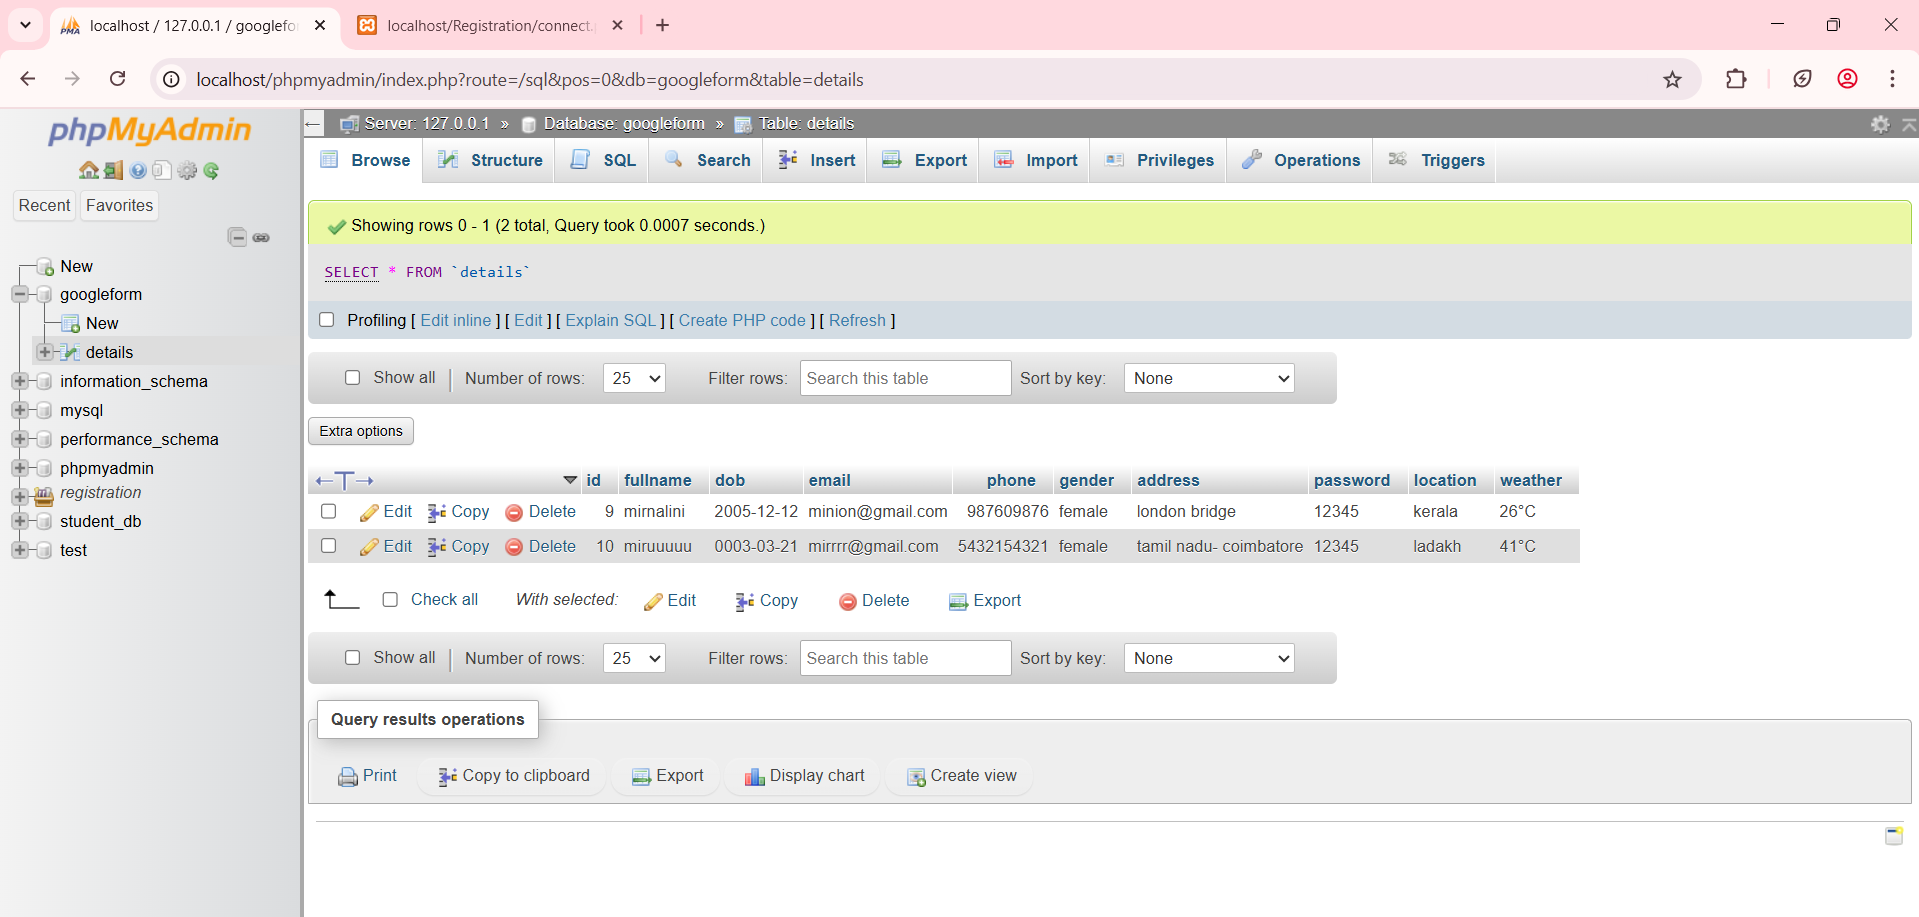 localhost / 127.0.0.1 / googlefo
localhost/Registration/connect.
localhost/phpmyadmin/index.php?route=/sql&pos=0&db=googleform&table=details
phpMyAdmin
Recent Favorites
New
googleform
New
details
information_schema
mysql
performance_schema
phpmyadmin
registration
student_db
test
Server: 127.0.0.1 » Database: googleform » Table: details
Browse Structure SQL Search Insert Export Import Privileges Operations Triggers
Showing rows 0 - 1 (2 total, Query took 0.0007 seconds.)
SELECT * FROM `details`
Profiling [ Edit inline ] [ Edit ] [ Explain SQL ] [ Create PHP code ] [ Refresh ]
Show all | Number of rows: 25 Filter rows: Search this table Sort by key: None
Extra options
←T→ id fullname dob email phone gender address password location weather
Edit Copy Delete 9 mirnalini 2005-12-12 minion@gmail.com 987609876 female london bridge 12345 kerala 26°C
Edit Copy Delete 10 miruuuuu 0003-03-21 mirrrr@gmail.com 5432154321 female tamil nadu- coimbatore 12345 ladakh 41°C
Check all With selected: Edit Copy Delete Export
Show all | Number of rows: 25 Filter rows: Search this table Sort by key: None
Query results operations
Print Copy to clipboard Export Display chart Create view